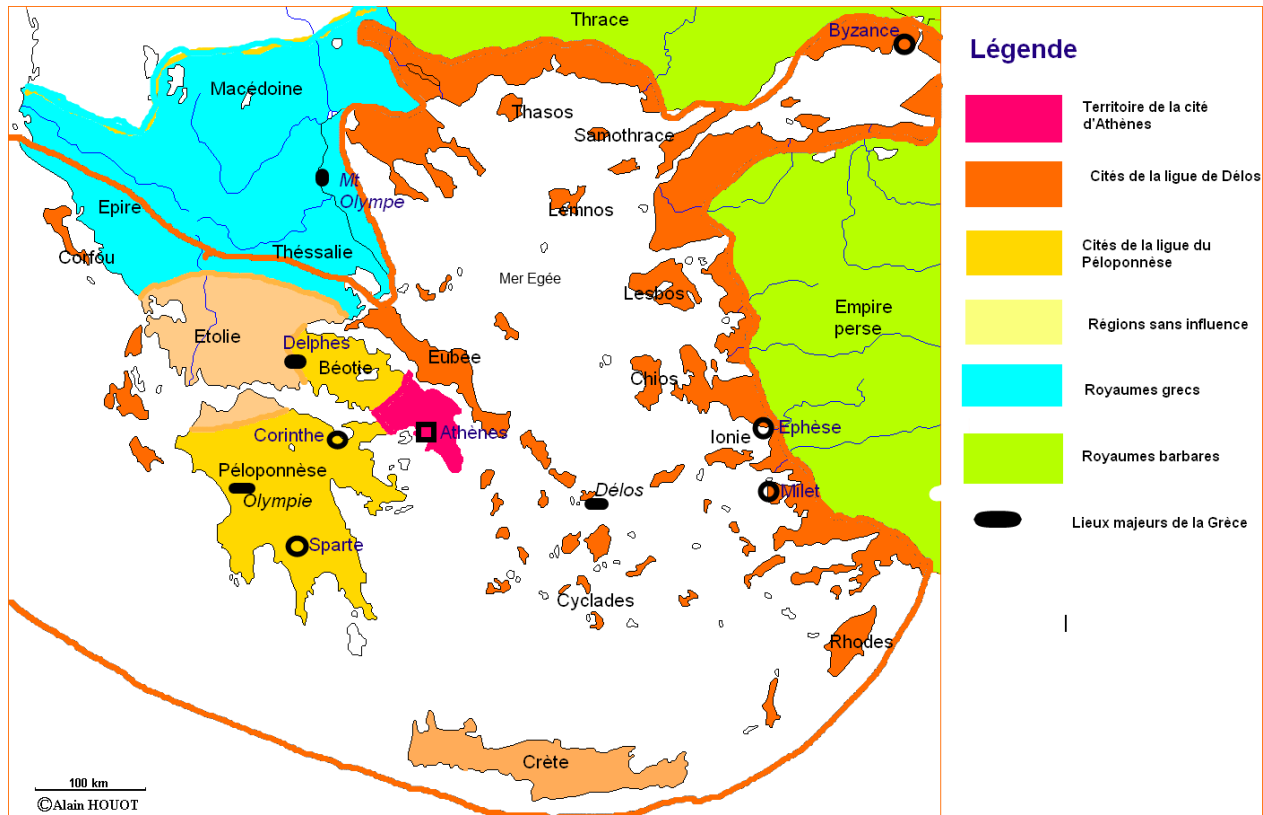 Thrace
Byzance
Macédoine
Thasos
Samothrace
Mt
Olympe
Epire
Lemnos
Corfou
Théssalie
Mer Egée
Lesbos
Empire
perse
Etolie
Delphes
Béotie
Eubée
Chios
Corinthe
Athènes
Ephèse
Ionie
Péloponnèse
Olympie
Délos
Milet
Sparte
Cyclades
Rhodes
Crète
100 km
©Alain HOUOT
Légende
Territoire de la cité
d'Athènes
Cités de la ligue de Délos
Cités de la ligue du
Péloponnèse
Régions sans influence
Royaumes grecs
Royaumes barbares
Lieux majeurs de la Grèce